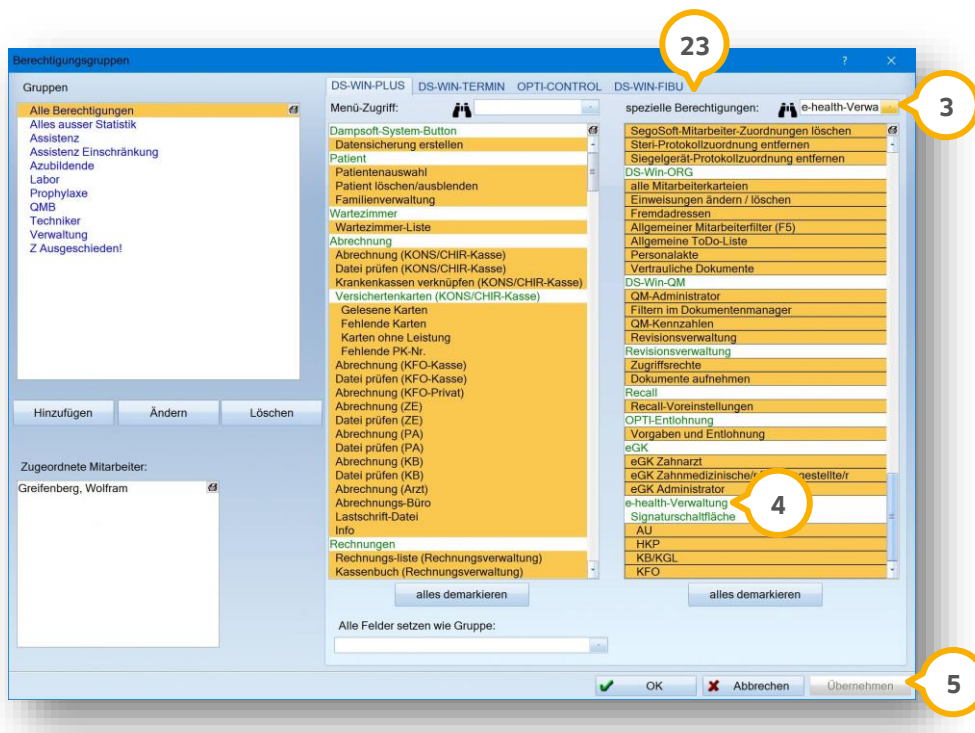 23
Berechtigungsgruppen
?
Gruppen
Alle Berechtigungen
Alles ausser Statistik
Assistenz
Assistenz Einschränkung
Azubildende
Labor
Prophylaxe
QMB
Techniker
Verwaltung
Z Ausgeschieden!
Hinzufügen Ändern Löschen
Zugeordnete Mitarbeiter:
Greifenberg, Wolfram
DS-WIN-PLUS DS-WIN-TERMIN OPTI-CONTROL DS-WIN-FIBU
Menü-Zugriff:
Dampsoft-System-Button
Datensicherung erstellen
Patient
Patientenauswahl
Patient löschen/ausblenden
Familienverwaltung
Wartezimmer
Wartezimmer-Liste
Abrechnung
Abrechnung (KONS/CHIR-Kasse)
Datei prüfen (KONS/CHIR-Kasse)
Krankenkassen verknüpfen (KONS/CHIR-Kasse)
Versichertenkarten (KONS/CHIR-Kasse)
Gelesene Karten
Fehlende Karten
Karten ohne Leistung
Fehlende PK-Nr.
Abrechnung (KFO-Kasse)
Datei prüfen (KFO-Kasse)
Abrechnung (KFO-Privat)
Abrechnung (ZE)
Datei prüfen (ZE)
Abrechnung (PA)
Datei prüfen (PA)
Abrechnung (KB)
Datei prüfen (KB)
Abrechnung (Arzt)
Abrechnungs-Büro
Lastschrift-Datei
Info
Rechnungen
Rechnungs-liste (Rechnungsverwaltung)
Kassenbuch (Rechnungsverwaltung)
alles demarkieren
Alle Felder setzen wie Gruppe:
spezielle Berechtigungen: e-health-Verwa
3
SegoSoft-Mitarbeiter-Zuordnungen löschen
Steri-Protokollzuordnung entfernen
Siegelgerät-Protokollzuordnung entfernen
DS-Win-ORG
alle Mitarbeiterkarteien
Einweisungen ändern / löschen
Fremdadressen
Allgemeiner Mitarbeiterfilter (F5)
Allgemeine ToDo-Liste
Personalakte
Vertrauliche Dokumente
DS-Win-QM
QM-Administrator
Filtern im Dokumentenmanager
QM-Kennzahlen
Revisionsverwaltung
Revisionsverwaltung
Zugriffsrechte
Dokumente aufnehmen
Recall
Recall-Voreinstellungen
OPTI-Entlohnung
Vorgaben und Entlohnung
eGK
eGK Zahnarzt
eGK Zahnmedizinische/r
eGK Administrator
e-health-Verwaltung
4
Signaturschaltfläche
AU
HKP
KB/KGL
KFO
alles demarkieren
OK Abbrechen Übernehmen
5